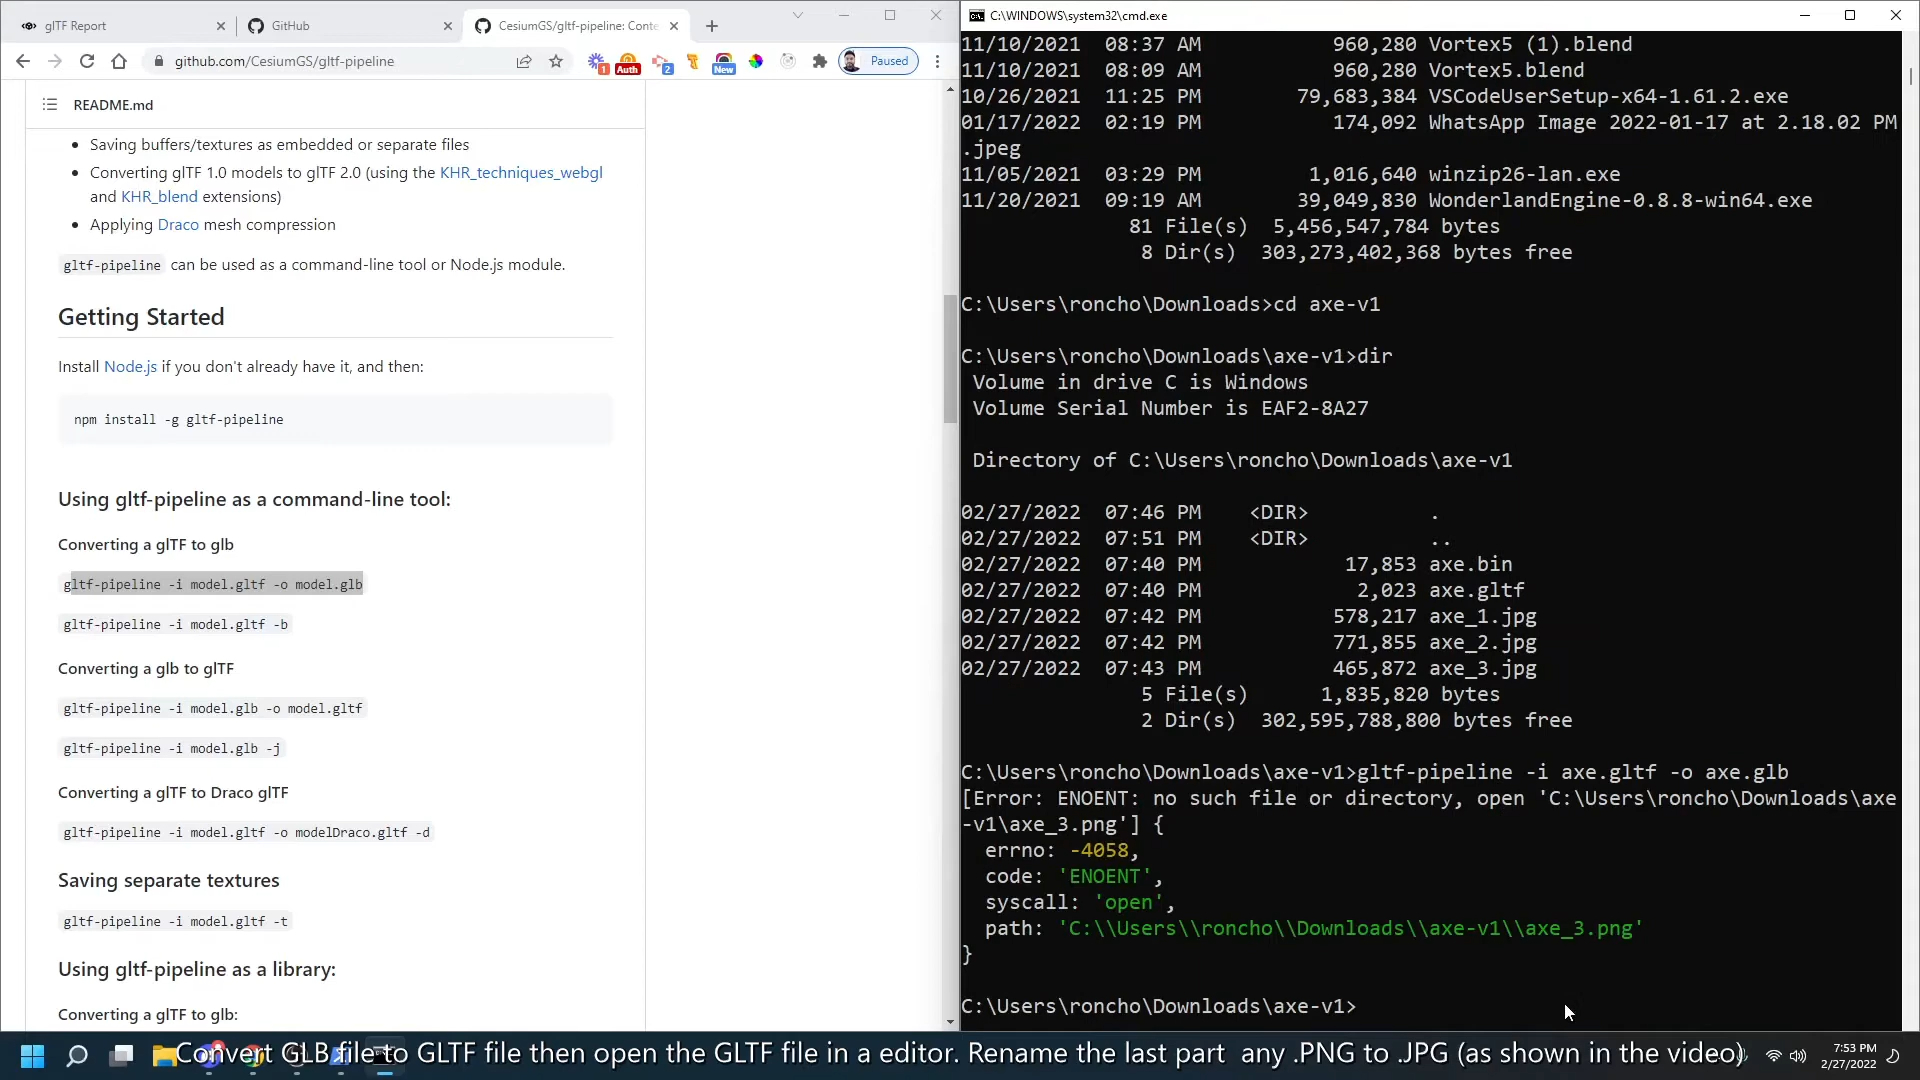 glTF Report
GitHub
CesiumGS/gltf-pipeline: Conte
github.com/CesiumGS/gltf-pipeline
1
Auth
2
New
Paused
README.md
Saving buffers/textures as embedded or separate files
Converting glTF 1.0 models to glTF 2.0 (using the KHR_techniques_webgl
and KHR_blend extensions)
Applying Draco mesh compression
gltf-pipeline can be used as a command-line tool or Node.js module.
Getting Started
Install Node.js if you don't already have it, and then:
npm install -g gltf-pipeline
Using gltf-pipeline as a command-line tool:
Converting a glTF to glb
gltf-pipeline -i model.gltf -o model.glb
gltf-pipeline -i model.gltf -b
Converting a glb to glTF
gltf-pipeline -i model.glb -o model.gltf
gltf-pipeline -i model.glb -j
Converting a glTF to Draco glTF
gltf-pipeline -i model.gltf -o modelDraco.gltf -d
Saving separate textures
gltf-pipeline -i model.gltf -t
Using gltf-pipeline as a library:
Converting a glTF to glb:
C:\WINDOWS\system32\cmd.exe
11/10/2021  08:37 AM           960,280 Vortex5 (1).blend
11/10/2021  08:09 AM           960,280 Vortex5.blend
10/26/2021  11:25 PM        79,683,384 VSCodeUserSetup-x64-1.61.2.exe
01/17/2022  02:19 PM           174,092 WhatsApp Image 2022-01-17 at 2.18.02 PM
.jpeg
11/05/2021  03:29 PM         1,016,640 winzip26-lan.exe
11/20/2021  09:19 AM        39,049,830 WonderlandEngine-0.8.8-win64.exe
81 File(s)  5,456,547,784 bytes
8 Dir(s)  303,273,402,368 bytes free
C:\Users\roncho\Downloads>cd axe-v1
C:\Users\roncho\Downloads\axe-v1>dir
Volume in drive C is Windows
Volume Serial Number is EAF2-8A27
Directory of C:\Users\roncho\Downloads\axe-v1
02/27/2022  07:46 PM    <DIR>          .
02/27/2022  07:51 PM    <DIR>          ..
02/27/2022  07:40 PM            17,853 axe.bin
02/27/2022  07:40 PM             2,023 axe.gltf
02/27/2022  07:42 PM           578,217 axe_1.jpg
02/27/2022  07:42 PM           771,855 axe_2.jpg
02/27/2022  07:43 PM           465,872 axe_3.jpg
5 File(s)      1,835,820 bytes
2 Dir(s)  302,595,788,800 bytes free
C:\Users\roncho\Downloads\axe-v1>gltf-pipeline -i axe.gltf -o axe.glb
[Error: ENOENT: no such file or directory, open 'C:\Users\roncho\Downloads\axe
-v1\axe_3.png'] {
errno: -4058,
code: 'ENOENT',
syscall: 'open',
path: 'C:\\Users\\roncho\\Downloads\\axe-v1\\axe_3.png'
}
C:\Users\roncho\Downloads\axe-v1>
Convert GLB file to GLTF file then open the GLTF file in a editor. Rename the last part  any .PNG to .JPG (as shown in the video)
7:53 PM
2/27/2022